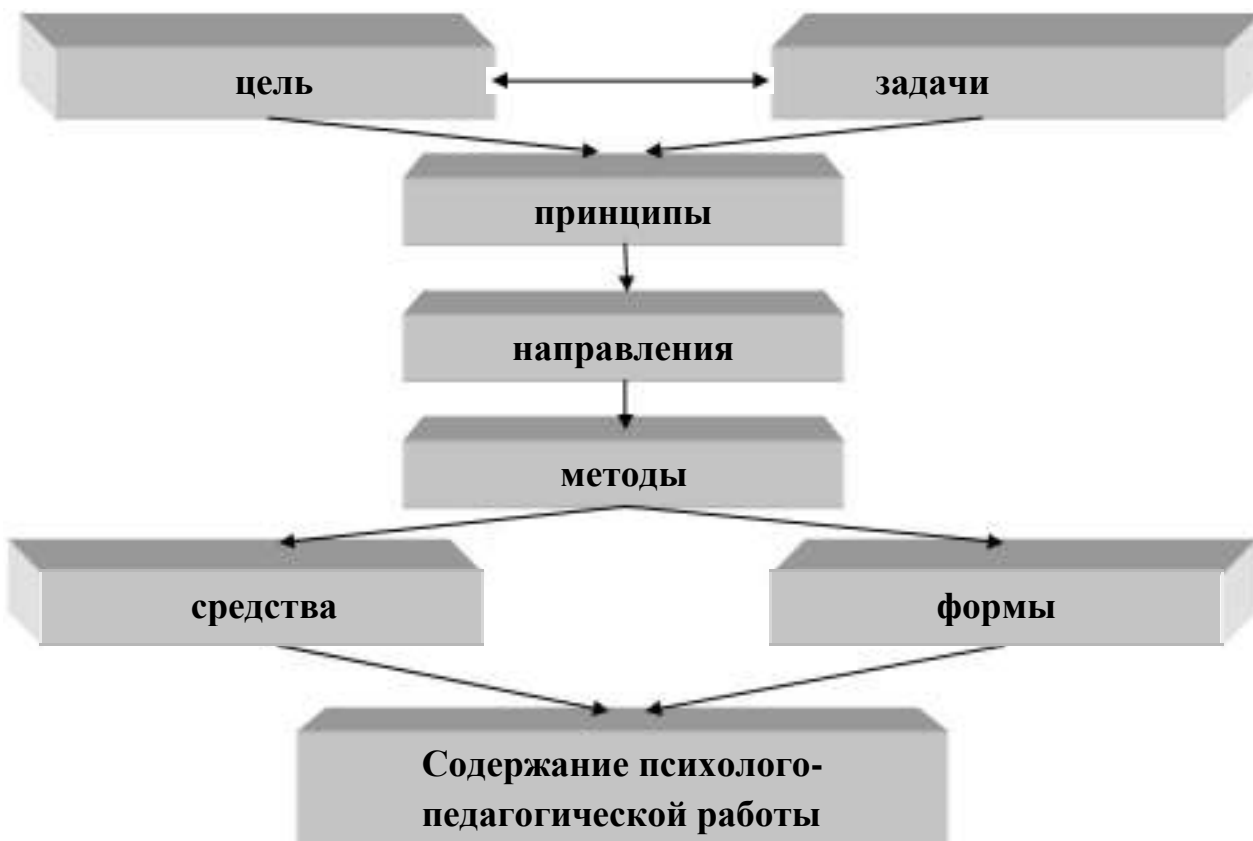 цель
задачи
принципы
направления
методы
средства
формы
Содержание психолого-
педагогической работы